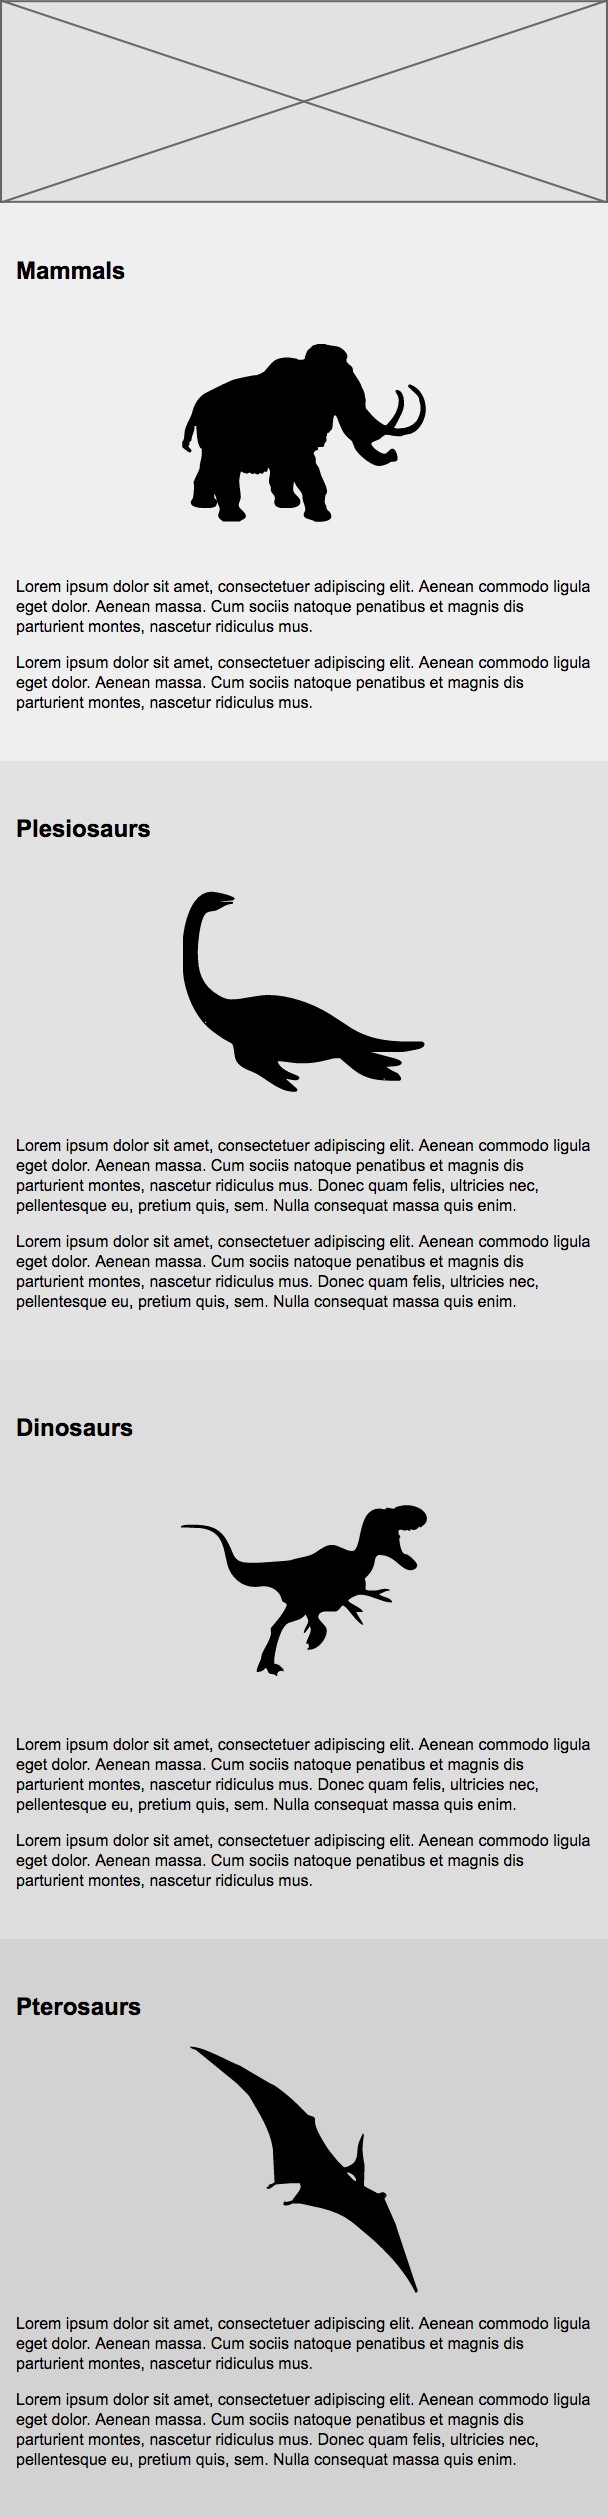 Mammals
Lorem ipsum dolor sit amet, consectetuer adipiscing elit. Aenean commodo ligula
eget dolor. Aenean massa. Cum sociis natoque penatibus et magnis dis
parturient montes, nascetur ridiculus mus.
Lorem ipsum dolor sit amet, consectetuer adipiscing elit. Aenean commodo ligula
eget dolor. Aenean massa. Cum sociis natoque penatibus et magnis dis
parturient montes, nascetur ridiculus mus.
Plesiosaurs
Lorem ipsum dolor sit amet, consectetuer adipiscing elit. Aenean commodo ligula
eget dolor. Aenean massa. Cum sociis natoque penatibus et magnis dis
parturient montes, nascetur ridiculus mus. Donec quam felis, ultricies nec,
pellentesque eu, pretium quis, sem. Nulla consequat massa quis enim.
Lorem ipsum dolor sit amet, consectetuer adipiscing elit. Aenean commodo ligula
eget dolor. Aenean massa. Cum sociis natoque penatibus et magnis dis
parturient montes, nascetur ridiculus mus. Donec quam felis, ultricies nec,
pellentesque eu, pretium quis, sem. Nulla consequat massa quis enim.
Dinosaurs
Lorem ipsum dolor sit amet, consectetuer adipiscing elit. Aenean commodo ligula
eget dolor. Aenean massa. Cum sociis natoque penatibus et magnis dis
parturient montes, nascetur ridiculus mus. Donec quam felis, ultricies nec,
pellentesque eu, pretium quis, sem. Nulla consequat massa quis enim.
Lorem ipsum dolor sit amet, consectetuer adipiscing elit. Aenean commodo ligula
eget dolor. Aenean massa. Cum sociis natoque penatibus et magnis dis
parturient montes, nascetur ridiculus mus.
Pterosaurs
Lorem ipsum dolor sit amet, consectetuer adipiscing elit. Aenean commodo ligula
eget dolor. Aenean massa. Cum sociis natoque penatibus et magnis dis
parturient montes, nascetur ridiculus mus.
Lorem ipsum dolor sit amet, consectetuer adipiscing elit. Aenean commodo ligula
eget dolor. Aenean massa. Cum sociis natoque penatibus et magnis dis
parturient montes, nascetur ridiculus mus. Donec quam felis, ultricies nec,
pellentesque eu, pretium quis, sem. Nulla consequat massa quis enim.